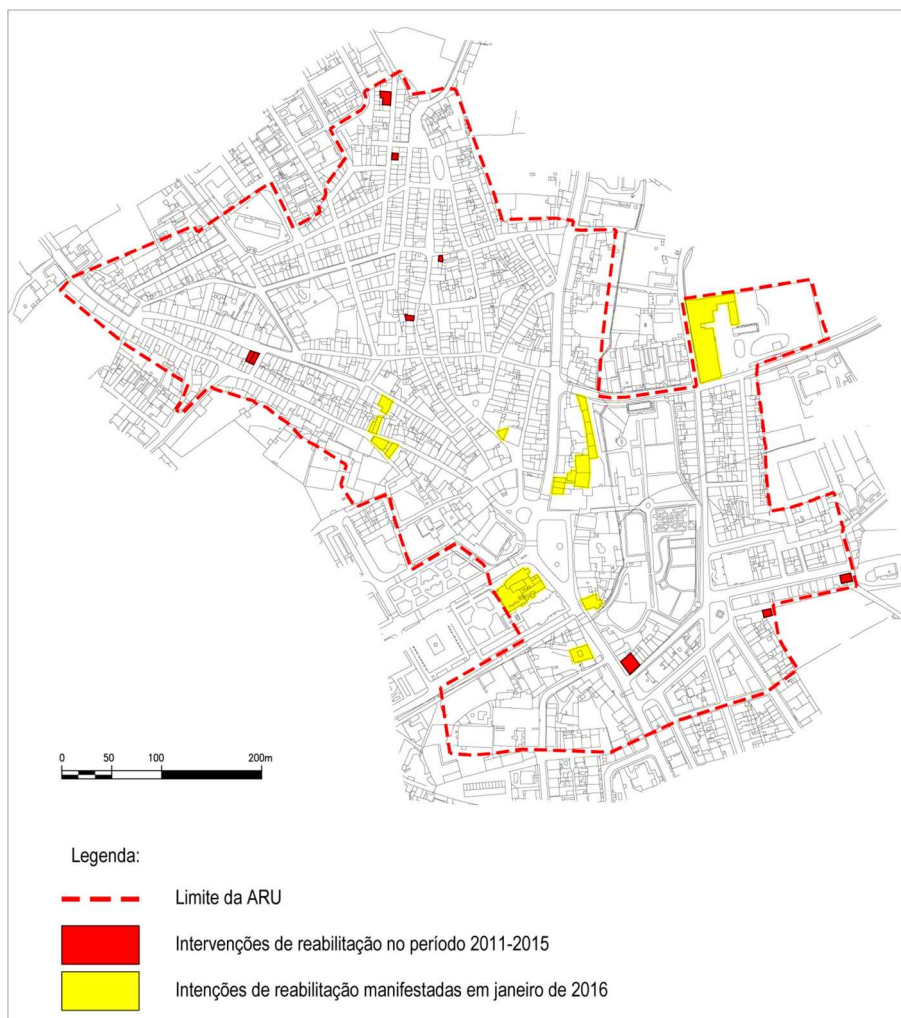 0 50 100 200m
Legenda:
Limite da ARU
Intervenções de reabilitação no período 2011-2015
Intenções de reabilitação manifestadas em janeiro de 2016